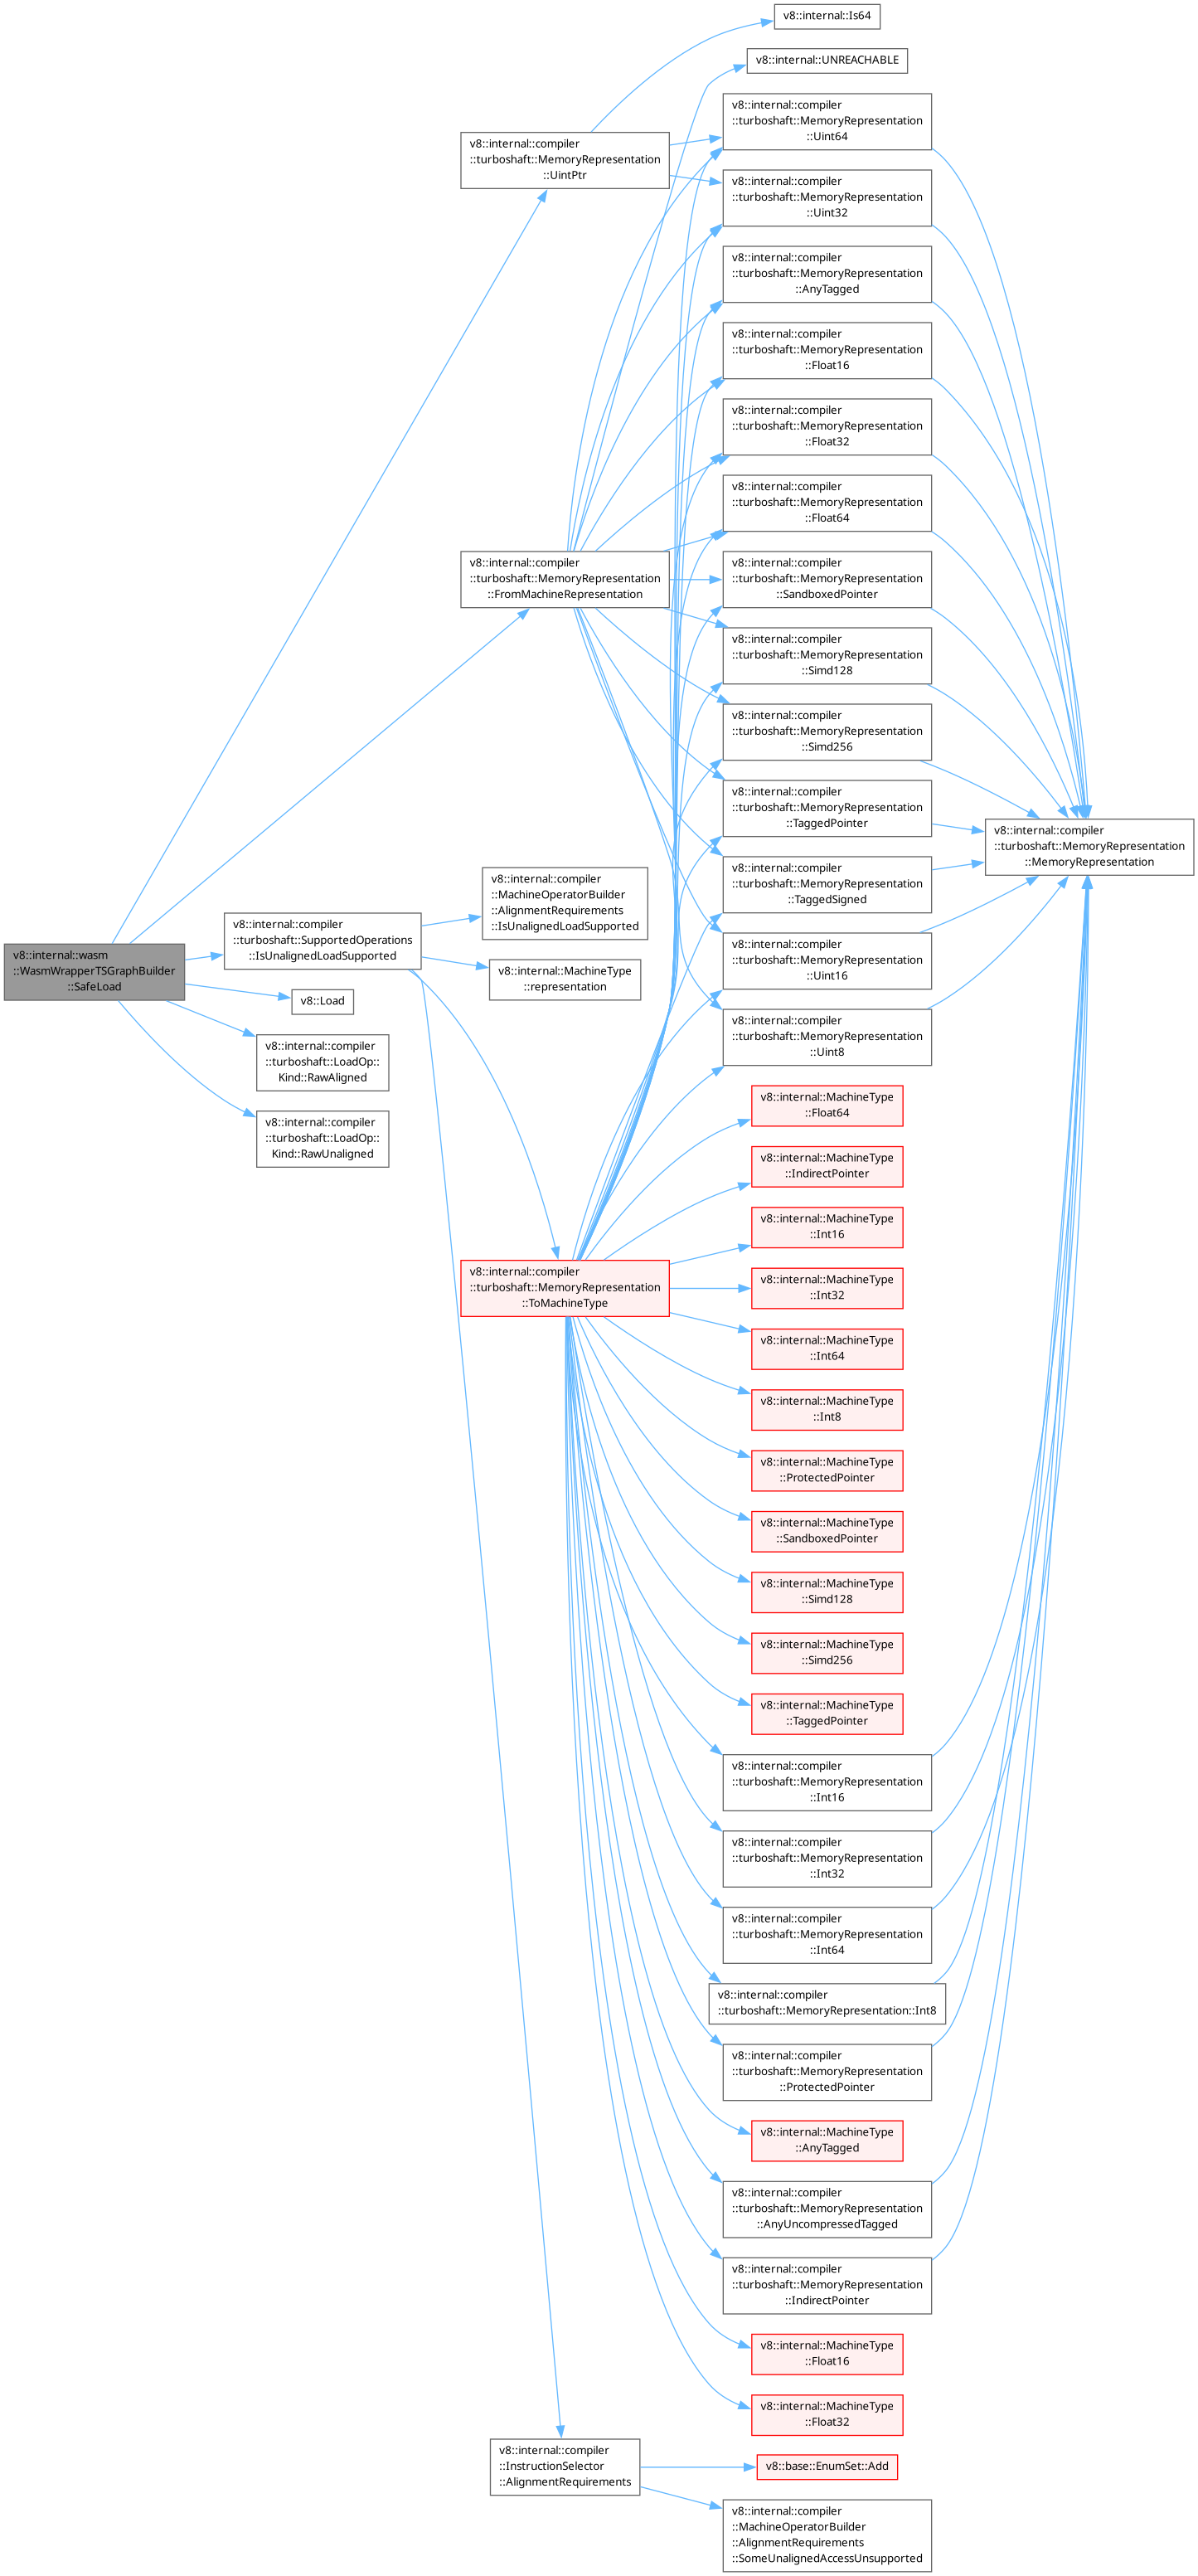 v8::internal::wasm
::WasmWrapperTSGraphBuilder
::SafeLoad
v8::internal::compiler
::turboshaft::SupportedOperations
::IsUnalignedLoadSupported
v8::Load
v8::internal::compiler
::turboshaft::LoadOp::
Kind::RawAligned
v8::internal::compiler
::turboshaft::LoadOp::
Kind::RawUnaligned
v8::internal::compiler
::turboshaft::MemoryRepresentation
::UintPtr
v8::internal::compiler
::turboshaft::MemoryRepresentation
::FromMachineRepresentation
v8::internal::compiler
::MachineOperatorBuilder
::AlignmentRequirements
::IsUnalignedLoadSupported
v8::internal::MachineType
::representation
v8::internal::compiler
::turboshaft::MemoryRepresentation
::ToMachineType
v8::internal::compiler
::InstructionSelector
::AlignmentRequirements
v8::internal::Is64
v8::internal::UNREACHABLE
v8::internal::compiler
::turboshaft::MemoryRepresentation
::Uint64
v8::internal::compiler
::turboshaft::MemoryRepresentation
::Uint32
v8::internal::compiler
::turboshaft::MemoryRepresentation
::AnyTagged
v8::internal::compiler
::turboshaft::MemoryRepresentation
::Float16
v8::internal::compiler
::turboshaft::MemoryRepresentation
::Float32
v8::internal::compiler
::turboshaft::MemoryRepresentation
::Float64
v8::internal::compiler
::turboshaft::MemoryRepresentation
::SandboxedPointer
v8::internal::compiler
::turboshaft::MemoryRepresentation
::Simd128
v8::internal::compiler
::turboshaft::MemoryRepresentation
::Simd256
v8::internal::compiler
::turboshaft::MemoryRepresentation
::TaggedPointer
v8::internal::compiler
::turboshaft::MemoryRepresentation
::TaggedSigned
v8::internal::compiler
::turboshaft::MemoryRepresentation
::Uint16
v8::internal::compiler
::turboshaft::MemoryRepresentation
::Uint8
v8::internal::MachineType
::Float64
v8::internal::MachineType
::IndirectPointer
v8::internal::MachineType
::Int16
v8::internal::MachineType
::Int32
v8::internal::MachineType
::Int64
v8::internal::MachineType
::Int8
v8::internal::MachineType
::ProtectedPointer
v8::internal::MachineType
::SandboxedPointer
v8::internal::MachineType
::Simd128
v8::internal::MachineType
::Simd256
v8::internal::MachineType
::TaggedPointer
v8::internal::compiler
::turboshaft::MemoryRepresentation
::Int16
v8::internal::compiler
::turboshaft::MemoryRepresentation
::Int32
v8::internal::compiler
::turboshaft::MemoryRepresentation
::Int64
v8::internal::compiler
::turboshaft::MemoryRepresentation::Int8
v8::internal::compiler
::turboshaft::MemoryRepresentation
::ProtectedPointer
v8::internal::MachineType
::AnyTagged
v8::internal::compiler
::turboshaft::MemoryRepresentation
::AnyUncompressedTagged
v8::internal::compiler
::turboshaft::MemoryRepresentation
::IndirectPointer
v8::internal::MachineType
::Float16
v8::internal::MachineType
::Float32
v8::base::EnumSet::Add
v8::internal::compiler
::MachineOperatorBuilder
::AlignmentRequirements
::SomeUnalignedAccessUnsupported
v8::internal::compiler
::turboshaft::MemoryRepresentation
::MemoryRepresentation